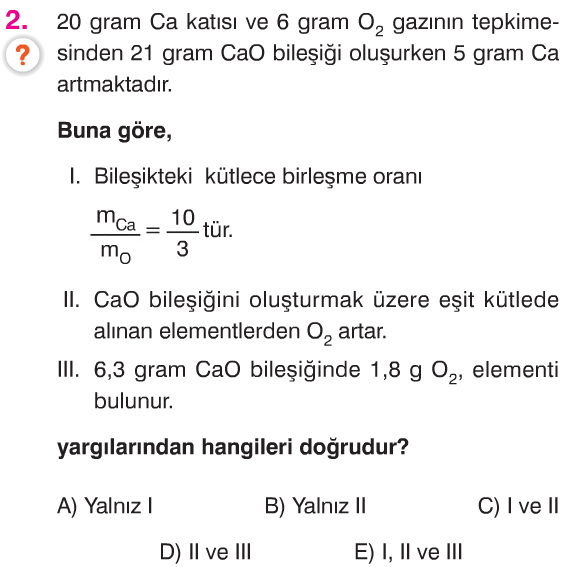 2. 20 gram Ca katısı ve 6 gram O₂ gazının tepkime-
? sinden 21 gram CaO bileşiği oluşurken 5 gram Ca
artmaktadır.
Buna göre,
I. Bileşikteki kütlece birleşme oranı
m_Ca / m_O = 10 / 3 tür.
II. CaO bileşiğini oluşturmak üzere eşit kütlede
alınan elementlerden O₂ artar.
III. 6,3 gram CaO bileşiğinde 1,8 g O₂, elementi
bulunur.
yargılarından hangileri doğrudur?
A) Yalnız I B) Yalnız II C) I ve II
D) II ve III E) I, II ve III